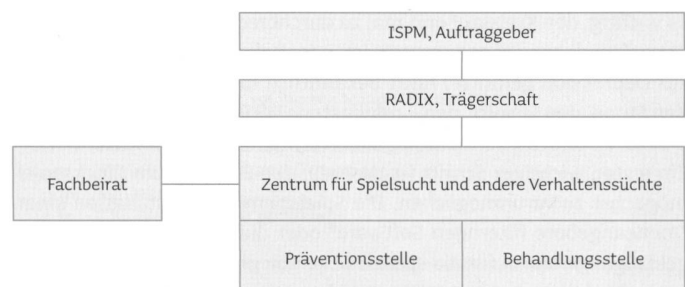 ISPM, Auftraggeber
RADIX, Trägerschaft
Fachbeirat
Zentrum für Spielsucht und andere Verhaltenssüchte
Präventionsstelle
Behandlungsstelle